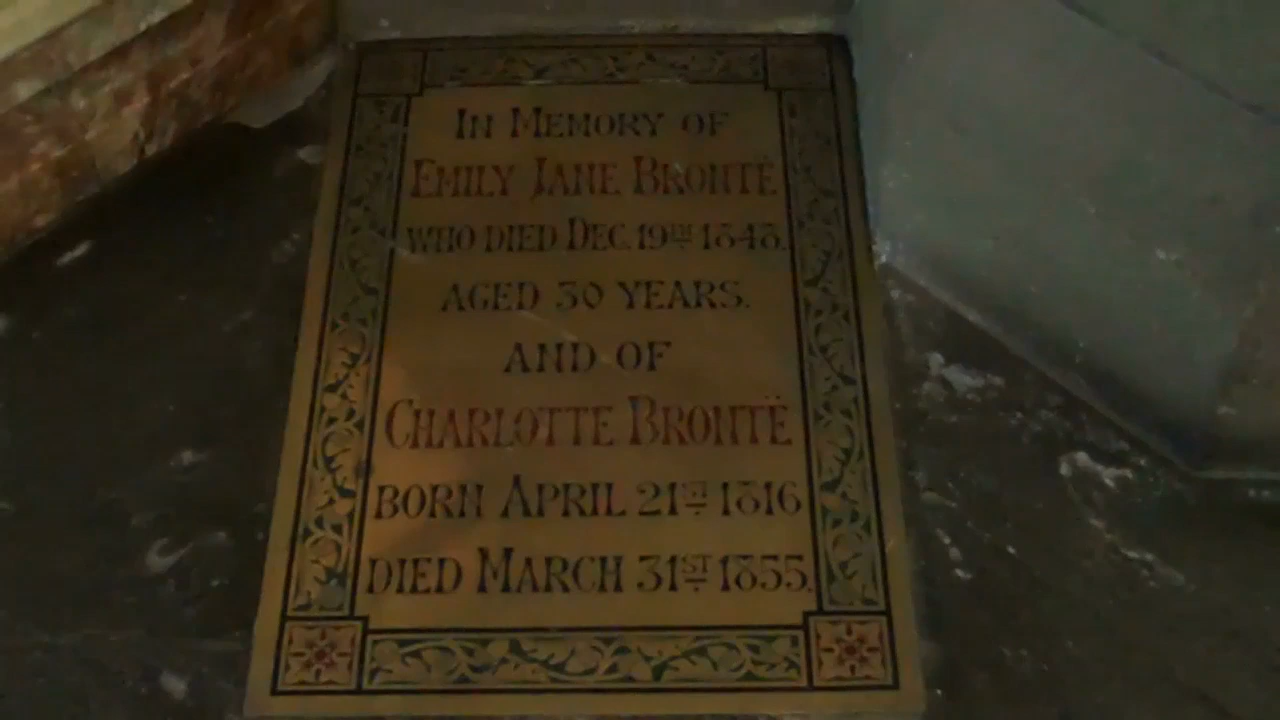 In Memory of
Emily Jane Brontë
who died Dec. 19th 1848.
aged 30 years.
and of
Charlotte Brontë
born April 21st 1816
died March 31st 1855.